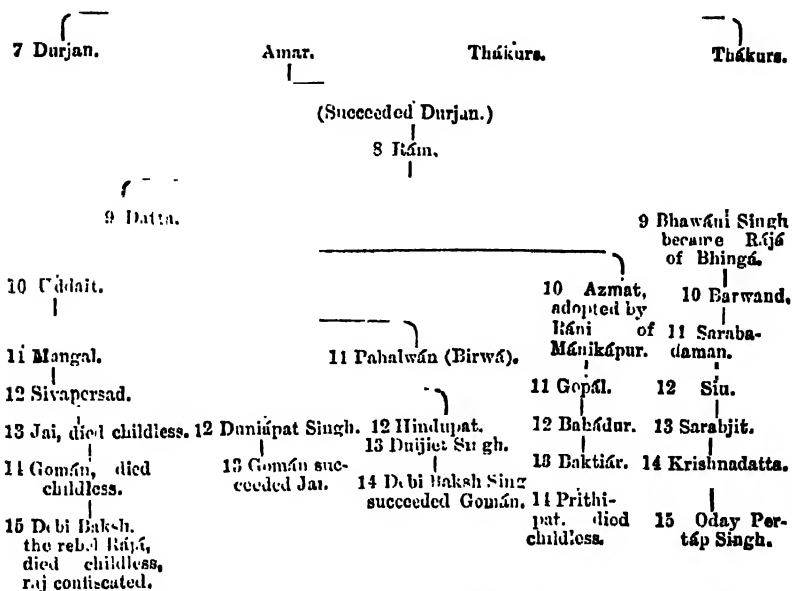 7 Durjan. Amar. Thákurs. Thákurs.
(Succeeded Durjan.)
8 Rám.
9 Datta.
9 Bhawáni Singh
became Rájá
of Bhingá.
10 Uddait.
10 Azmat,
adopted by
Ráni of
Mánikápur.
10 Barwand.
11 Mangal.
11 Pahalwán (Birwá).
11 Saraba-
daman.
12 Sivapersad.
11 Gopál.
12 Siu.
13 Jai, died childless.
12 Duniápat Singh.
12 Hindupat.
12 Bahádur.
13 Sarabjit.
14 Gomán, died
childless.
13 Gomán suc-
ceeded Jai.
13 Duijiet Singh.
14 Debi Baksh Sing
succeeded Gomán.
13 Baktiár.
14 Krishnadatta.
15 Debi Baksh.
the rebel Rájá,
died childless,
raj confiscated.
14 Prithi-
pat. died
childless.
15 Oday Per-
táp Singh.